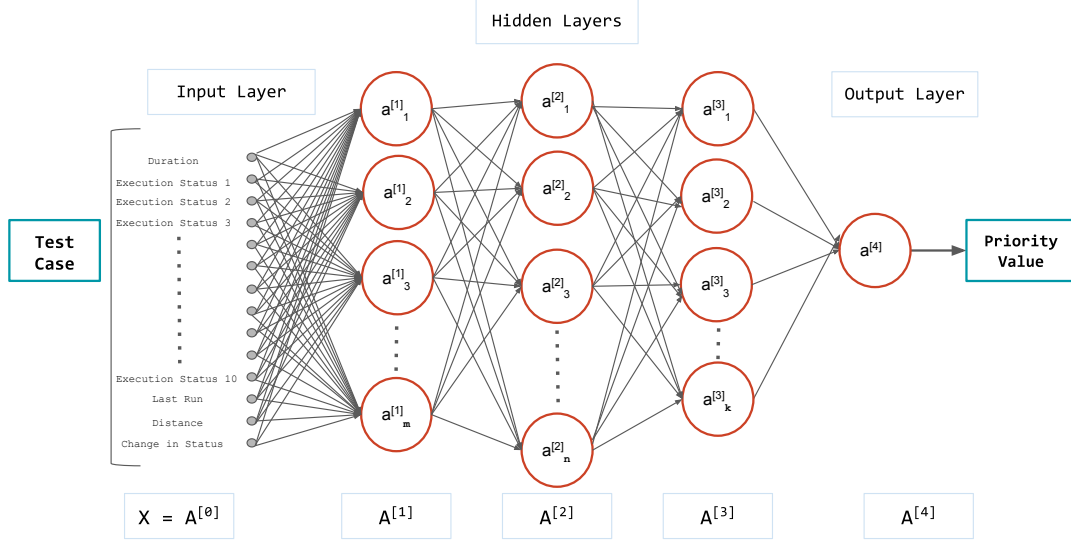 Hidden Layers
Input Layer
Output Layer
Test
Case
Duration
Execution Status 1
Execution Status 2
Execution Status 3
Execution Status 10
Last Run
Distance
Change in Status
a[1]1
a[1]2
a[1]3
a[1]m
a[2]1
a[2]2
a[2]3
a[2]n
a[3]1
a[3]2
a[3]3
a[3]k
a[4]
Priority
Value
X = A[0]
A[1]
A[2]
A[3]
A[4]